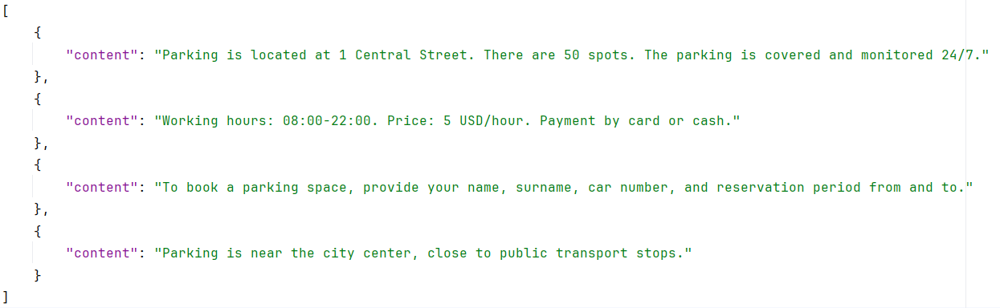 [
    {
        "content": "Parking is located at 1 Central Street. There are 50 spots. The parking is covered and monitored 24/7."
    },
    {
        "content": "Working hours: 08:00-22:00. Price: 5 USD/hour. Payment by card or cash."
    },
    {
        "content": "To book a parking space, provide your name, surname, car number, and reservation period from and to."
    },
    {
        "content": "Parking is near the city center, close to public transport stops."
    }
]